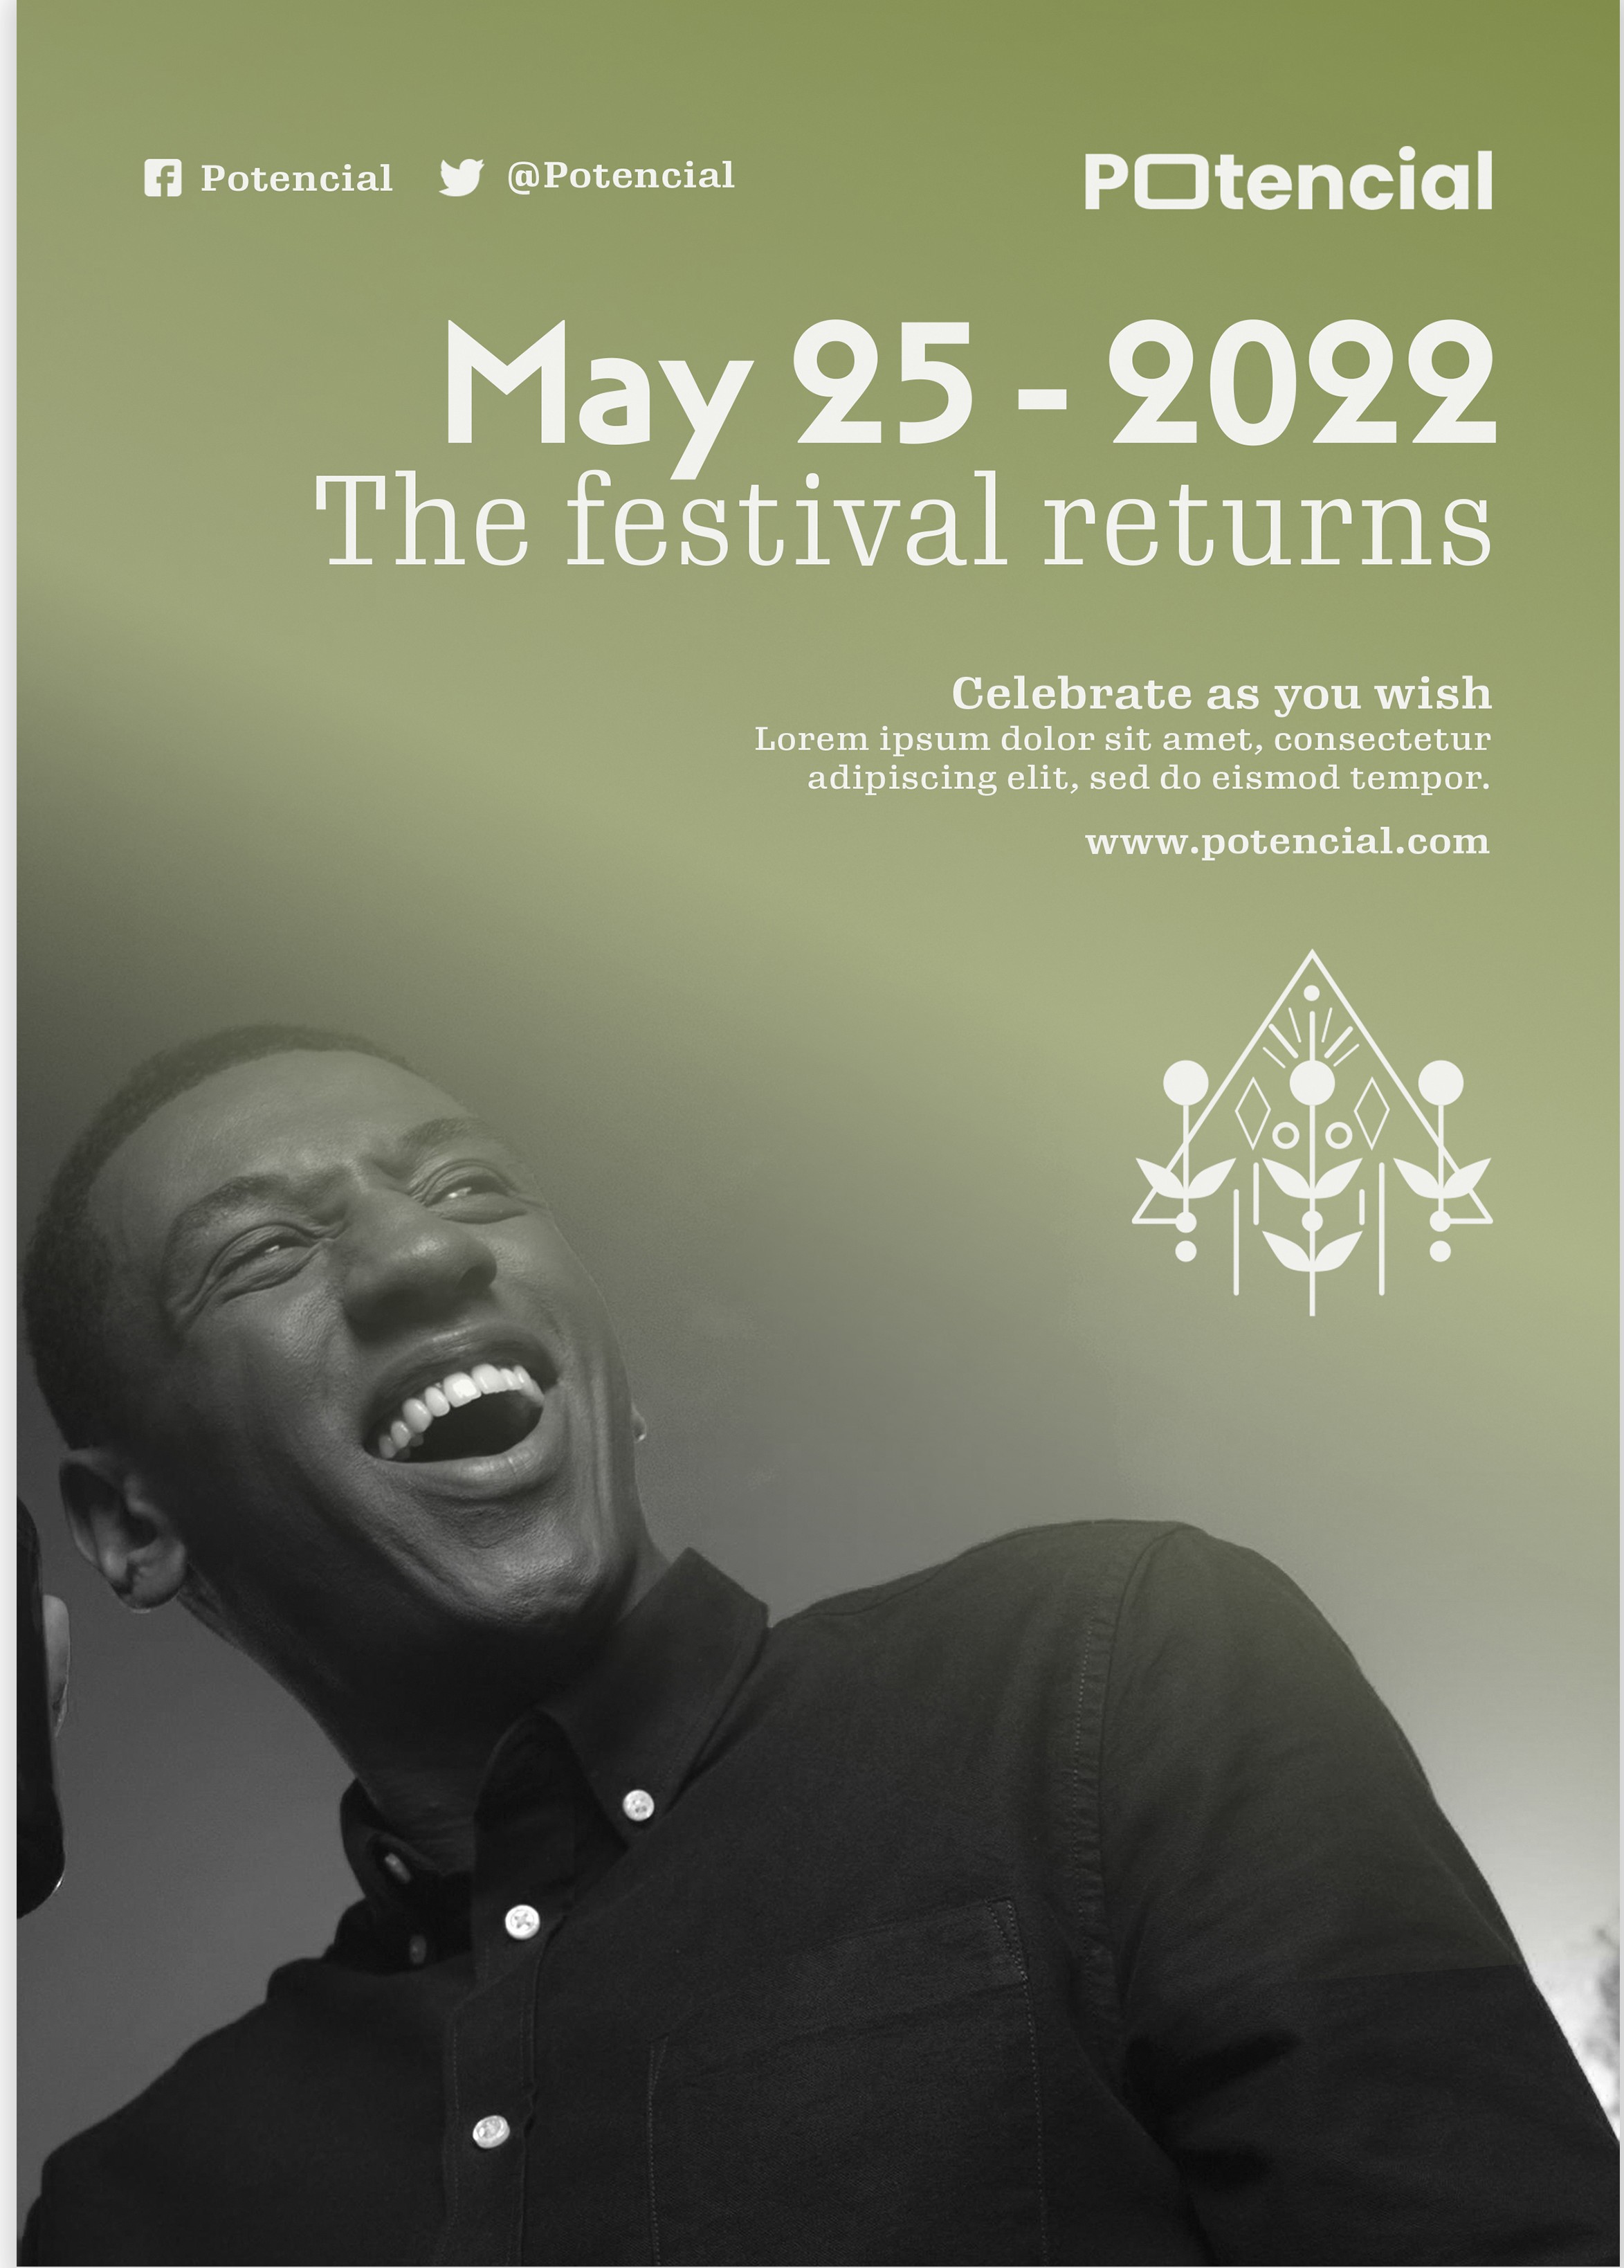 Potencial @Potencial
Potencial
May 25 - 2022
The festival returns
Celebrate as you wish
Lorem ipsum dolor sit amet, consectetur
adipiscing elit, sed do eismod tempor.
www.potencial.com